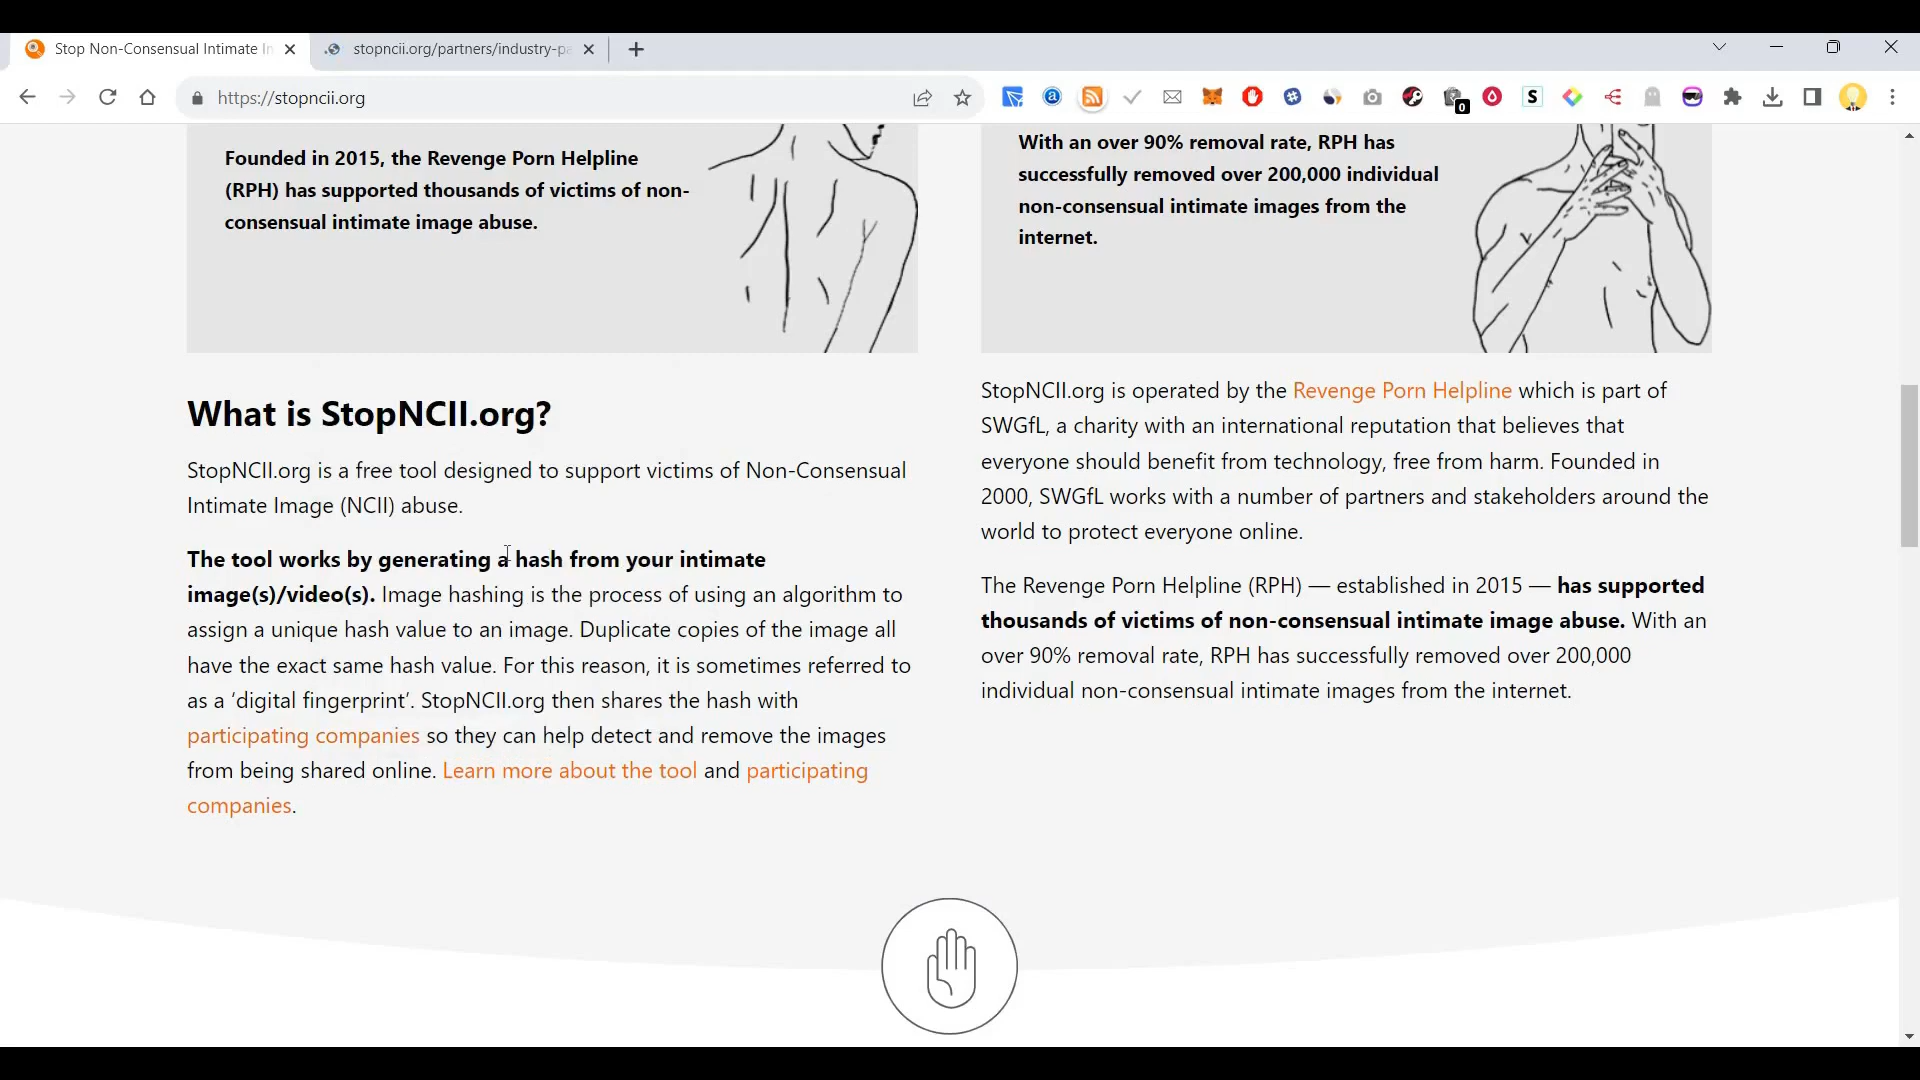 Stop Non-Consensual Intimate In
stopncii.org/partners/industry-pa
https://stopncii.org
0
S
Founded in 2015, the Revenge Porn Helpline
(RPH) has supported thousands of victims of non-
consensual intimate image abuse.
With an over 90% removal rate, RPH has
successfully removed over 200,000 individual
non-consensual intimate images from the
internet.
What is StopNCII.org?
StopNCII.org is a free tool designed to support victims of Non-Consensual
Intimate Image (NCII) abuse.
The tool works by generating a hash from your intimate
image(s)/video(s). Image hashing is the process of using an algorithm to
assign a unique hash value to an image. Duplicate copies of the image all
have the exact same hash value. For this reason, it is sometimes referred to
as a ‘digital fingerprint’. StopNCII.org then shares the hash with
participating companies so they can help detect and remove the images
from being shared online. Learn more about the tool and participating
companies.
StopNCII.org is operated by the Revenge Porn Helpline which is part of
SWGfL, a charity with an international reputation that believes that
everyone should benefit from technology, free from harm. Founded in
2000, SWGfL works with a number of partners and stakeholders around the
world to protect everyone online.
The Revenge Porn Helpline (RPH) — established in 2015 — has supported
thousands of victims of non-consensual intimate image abuse. With an
over 90% removal rate, RPH has successfully removed over 200,000
individual non-consensual intimate images from the internet.